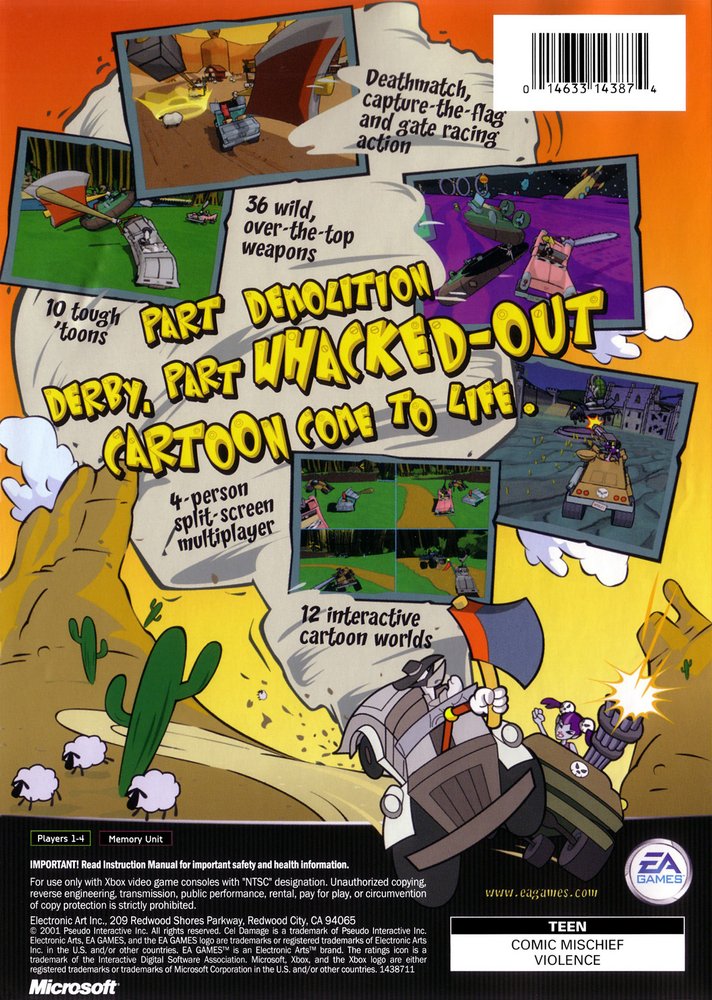 0 14633 14387 4
Deathmatch,
capture-the-flag
and gate racing
action
36 wild,
over-the-top
weapons
10 tough
'toons
PART DEMOLITION
DERBY, PART WHACKED-OUT
CARTOON COME TO LIFE.
4-person
split-screen
multiplayer
12 interactive
cartoon worlds
Players 1-4
Memory Unit
IMPORTANT! Read Instruction Manual for important safety and health information.
For use only with Xbox video game consoles with "NTSC" designation. Unauthorized copying,
reverse engineering, transmission, public performance, rental, pay for play, or circumvention
of copy protection is strictly prohibited.
Electronic Art Inc., 209 Redwood Shores Parkway, Redwood City, CA 94065
© 2001 Pseudo Interactive Inc. All rights reserved. Cel Damage is a trademark of Pseudo Interactive Inc.
Electronic Arts, EA GAMES, and the EA GAMES logo are trademarks or registered trademarks of Electronic Arts
Inc. in the U.S. and/or other countries. EA GAMES™ is an Electronic Arts™ brand. The ratings icon is a
trademark of the Interactive Digital Software Association. Microsoft, Xbox, and the Xbox logo are either
registered trademarks or trademarks of Microsoft Corporation in the U.S. and/or other countries. 1438711
Microsoft
www.eagames.com
EA
GAMES™
TEEN
COMIC MISCHIEF
VIOLENCE